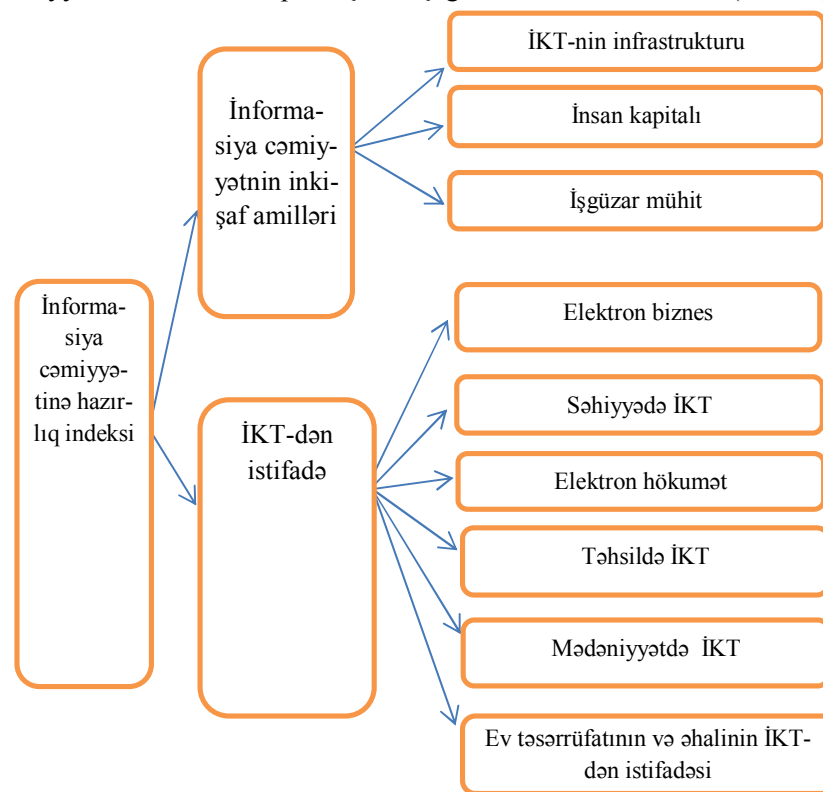 İKT-nin infrastrukturu
İnforma-
siya cəmiy-
yətnin inki-
şaf amilləri
İnsan kapitalı
İşgüzar mühit
İnforma-
siya
cəmiyyə-
tinə hazır-
lıq indeksi
Elektron biznes
Səhiyyədə İKT
İKT-dən
istifadə
Elektron hökumət
Təhsildə İKT
Mədəniyyətdə İKT
Ev təsərrüfatının və əhalinin İKT-
dən istifadəsi